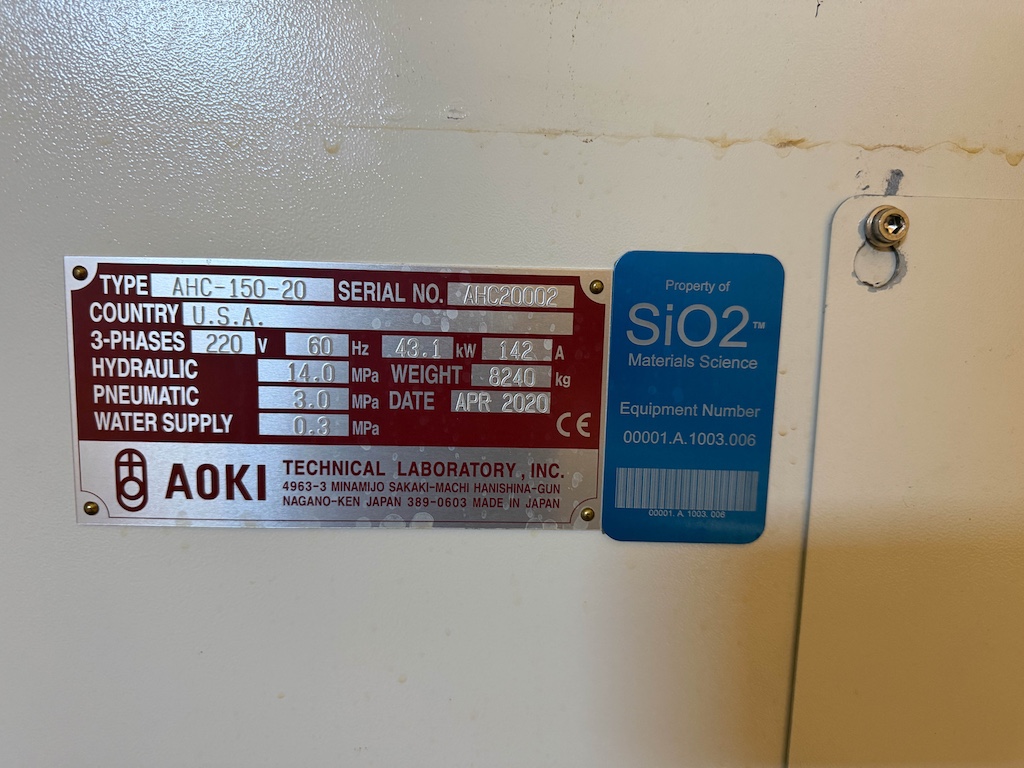 TYPE AHC-150-20 SERIAL NO. AHC20002
COUNTRY U.S.A.
3-PHASES 220 V 60 Hz 43.1 kW 142 A
HYDRAULIC 14.0 MPa WEIGHT 8240 kg
PNEUMATIC 3.0 MPa DATE APR 2020
WATER SUPPLY 0.3 MPa CE
AOKI TECHNICAL LABORATORY, INC.
4963-3 MINAMIJO SAKAKI-MACHI HANISHINA-GUN
NAGANO-KEN JAPAN 389-0603 MADE IN JAPAN
Property of
SiO2™
Materials Science
Equipment Number
00001.A.1003.006
00001. A. 1003. 006